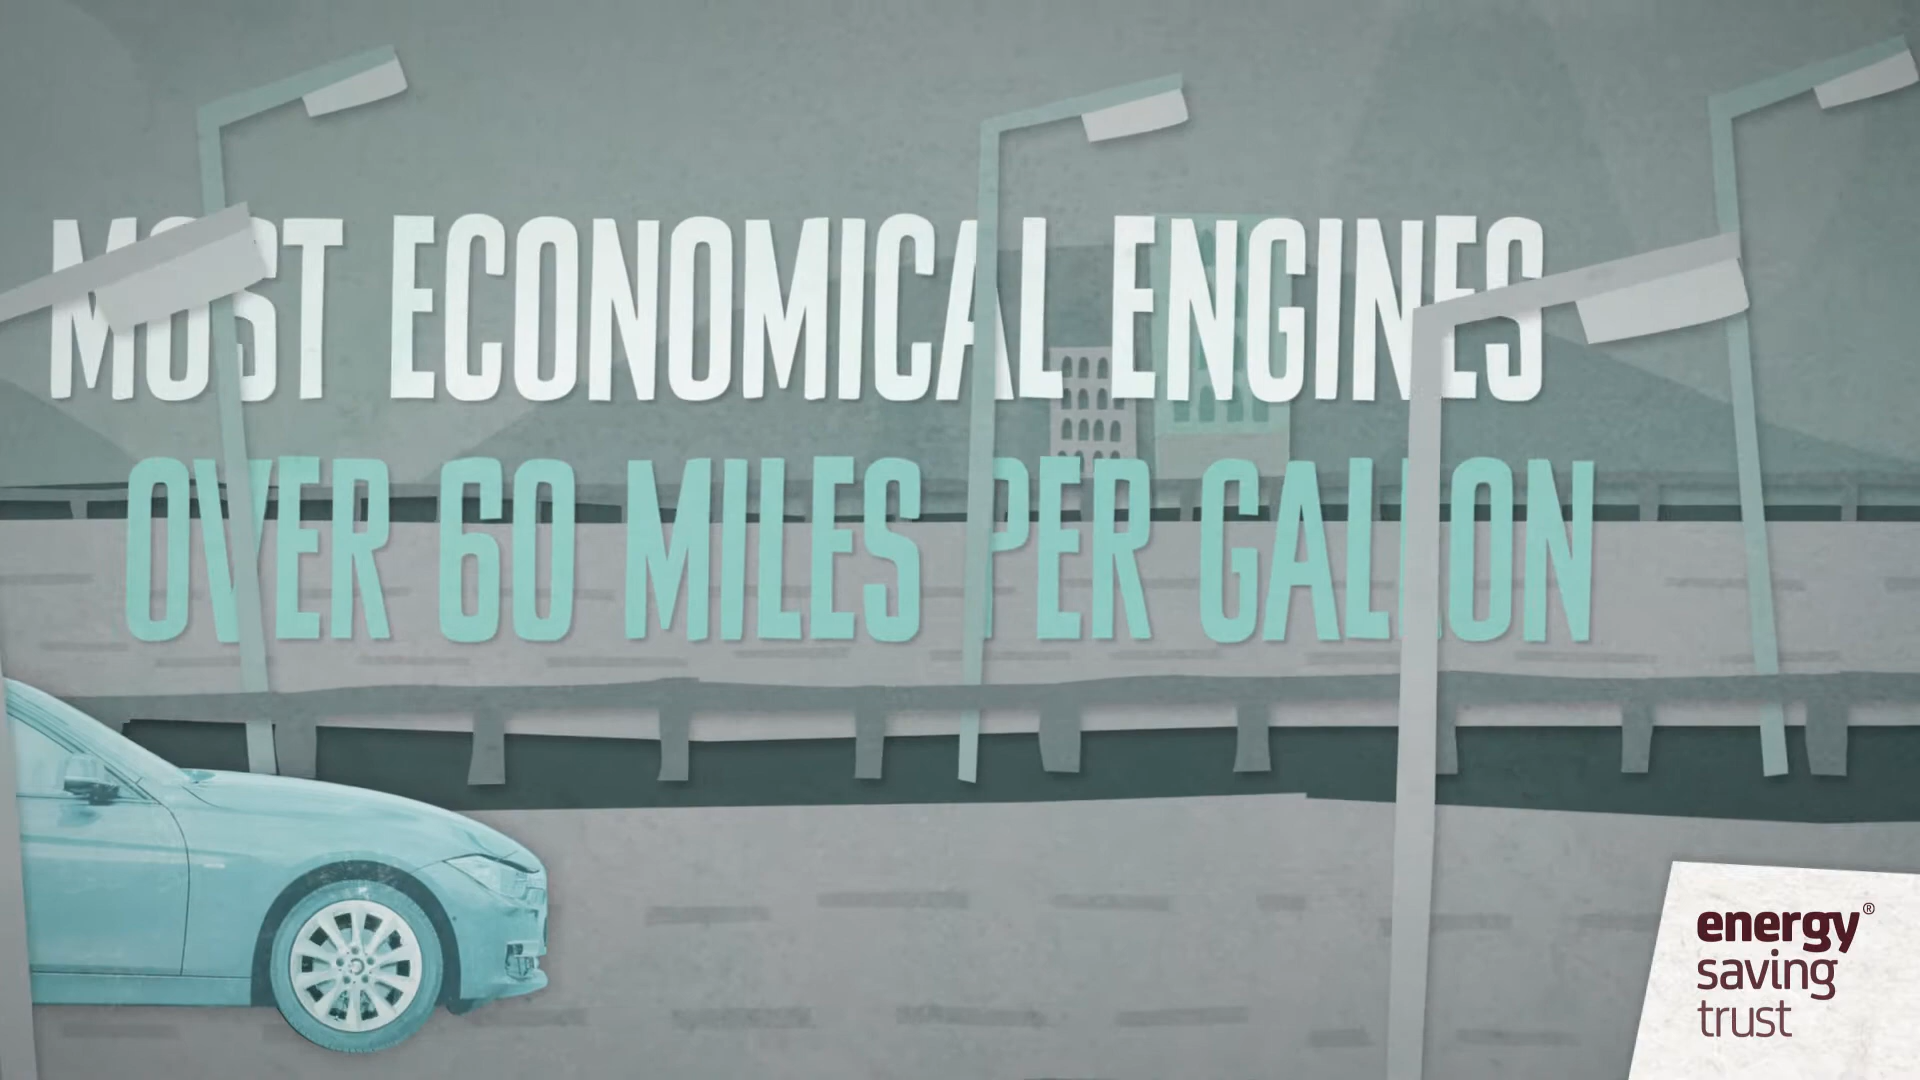 MOST ECONOMICAL ENGINES
OVER 60 MILES PER GALLON
energy®
saving
trust